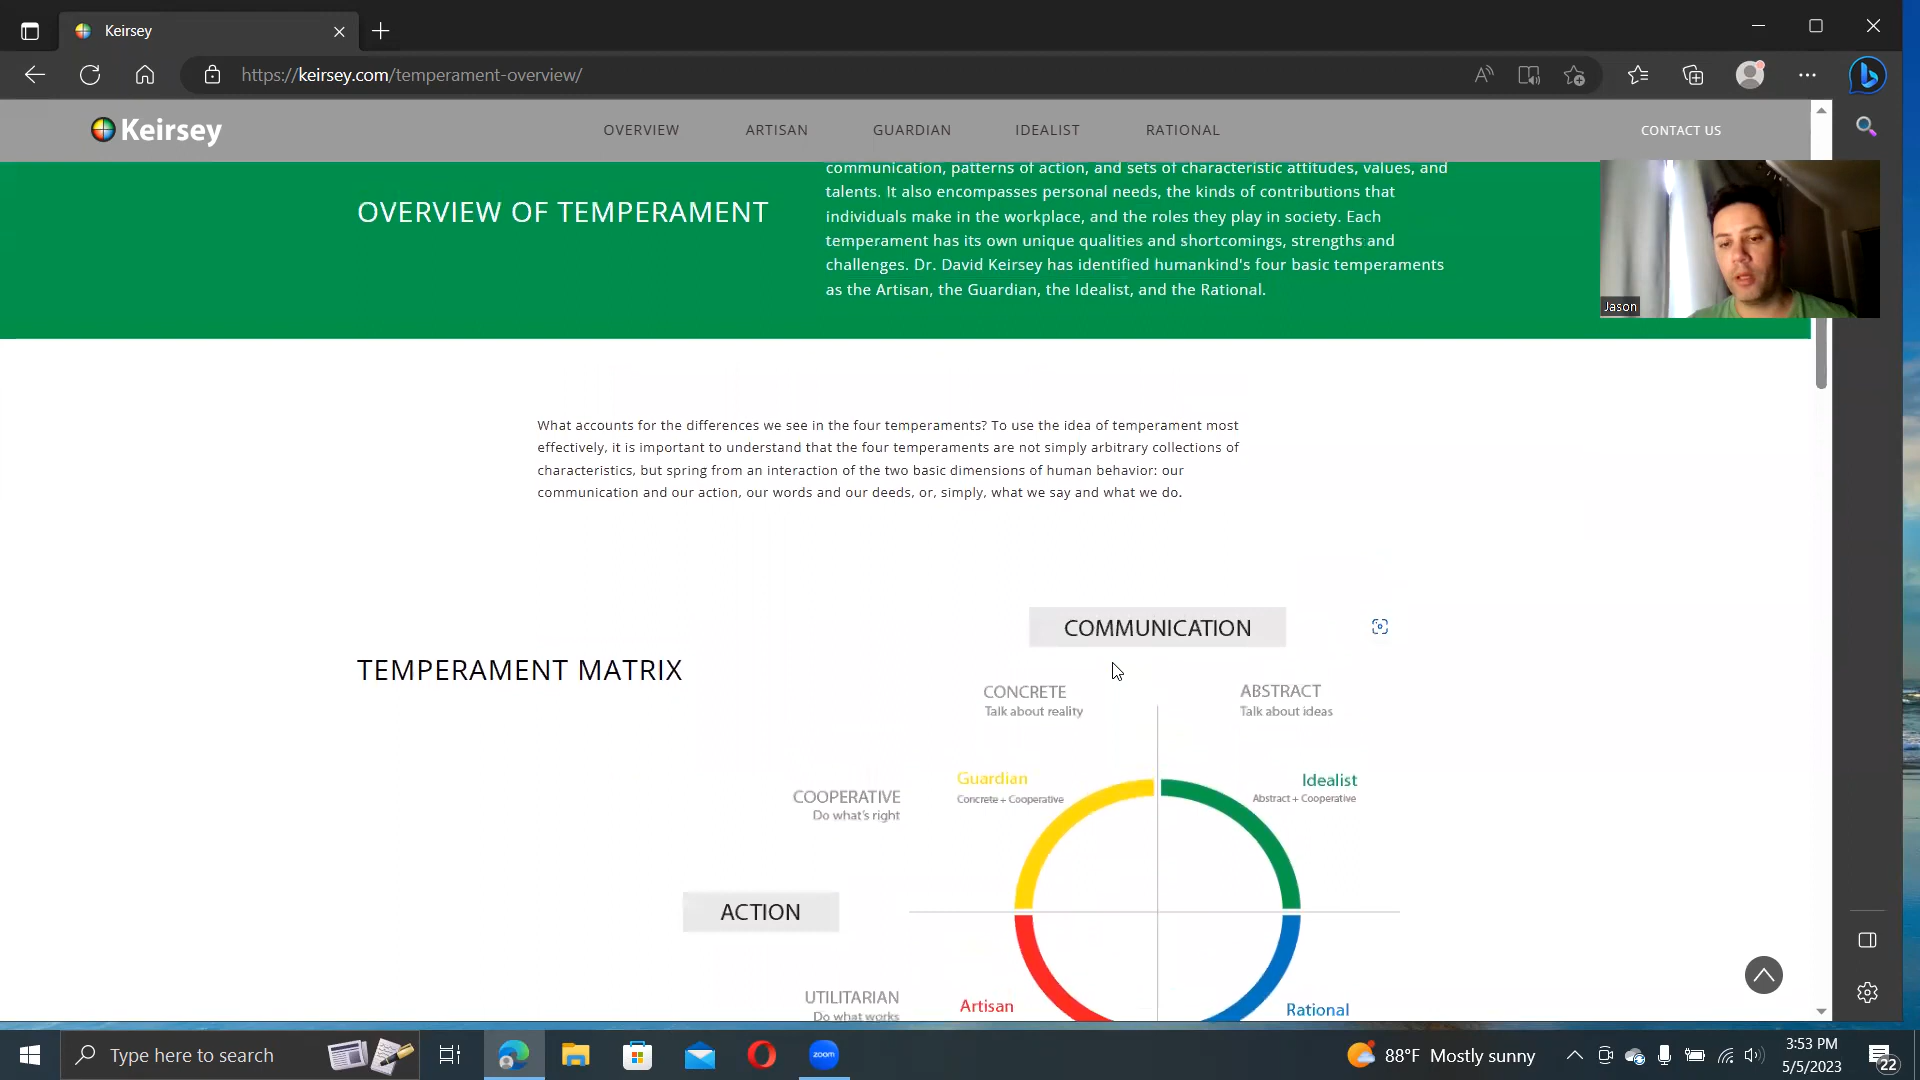 Keirsey
https://keirsey.com/temperament-overview/
Keirsey
OVERVIEW
ARTISAN
GUARDIAN
IDEALIST
RATIONAL
CONTACT US
communication, patterns of action, and sets of characteristic attitudes, values, and
talents. It also encompasses personal needs, the kinds of contributions that
OVERVIEW OF TEMPERAMENT
individuals make in the workplace, and the roles they play in society. Each
temperament has its own unique qualities and shortcomings, strengths and
challenges. Dr. David Keirsey has identified humankind's four basic temperaments
as the Artisan, the Guardian, the Idealist, and the Rational.
Jason
What accounts for the differences we see in the four temperaments? To use the idea of temperament most
effectively, it is important to understand that the four temperaments are not simply arbitrary collections of
characteristics, but spring from an interaction of the two basic dimensions of human behavior: our
communication and our action, our words and our deeds, or, simply, what we say and what we do.
COMMUNICATION
TEMPERAMENT MATRIX
CONCRETE
Talk about reality
ABSTRACT
Talk about ideas
Guardian
Concrete + Cooperative
Idealist
Abstract + Cooperative
COOPERATIVE
Do what's right
ACTION
UTILITARIAN
Do what works
Artisan
Rational
Type here to search
zoom
88°F Mostly sunny
3:53 PM
5/5/2023
22